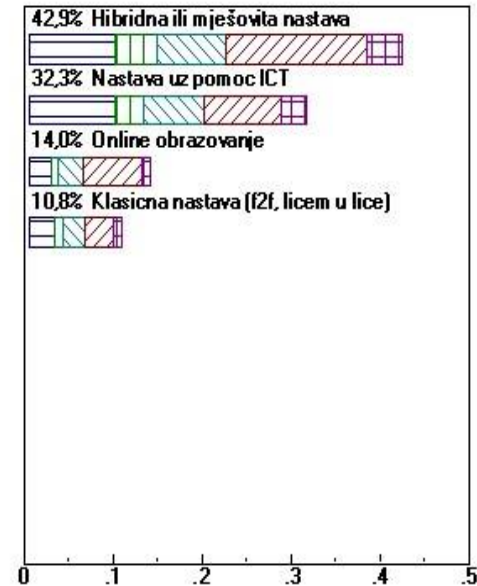 42,9% Hibridna ili mješovita nastava
32,3% Nastava uz pomoc ICT
14,0% Online obrazovanje
10,8% Klasicna nastava (f2f, licem u lice)
0 .1 .2 .3 .4 .5